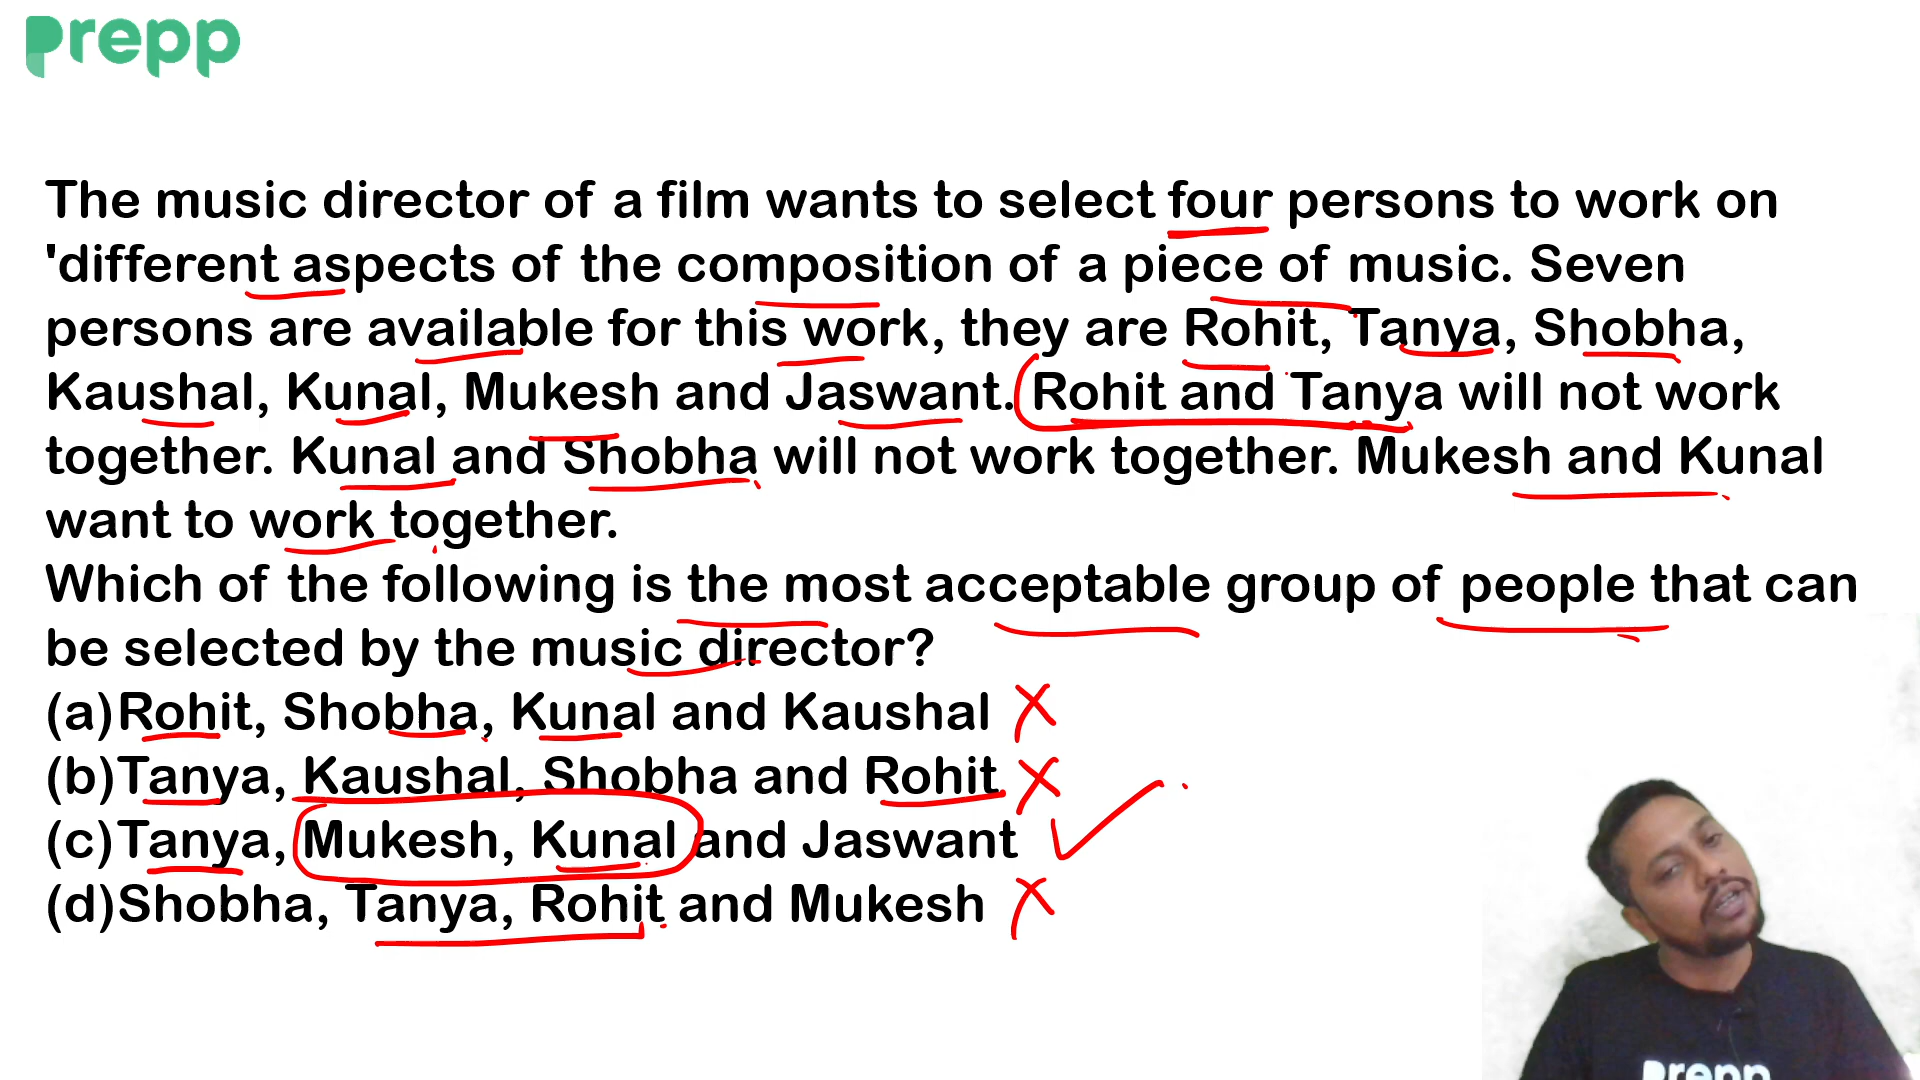 Prepp
The music director of a film wants to select four persons to work on
'different aspects of the composition of a piece of music. Seven
persons are available for this work, they are Rohit, Tanya, Shobha,
Kaushal, Kunal, Mukesh and Jaswant. Rohit and Tanya will not work
together. Kunal and Shobha will not work together. Mukesh and Kunal
want to work together.
Which of the following is the most acceptable group of people that can
be selected by the music director?
(a)Rohit, Shobha, Kunal and Kaushal
(b)Tanya, Kaushal, Shobha and Rohit
(c)Tanya, Mukesh, Kunal and Jaswant
(d)Shobha, Tanya, Rohit and Mukesh
Prepp